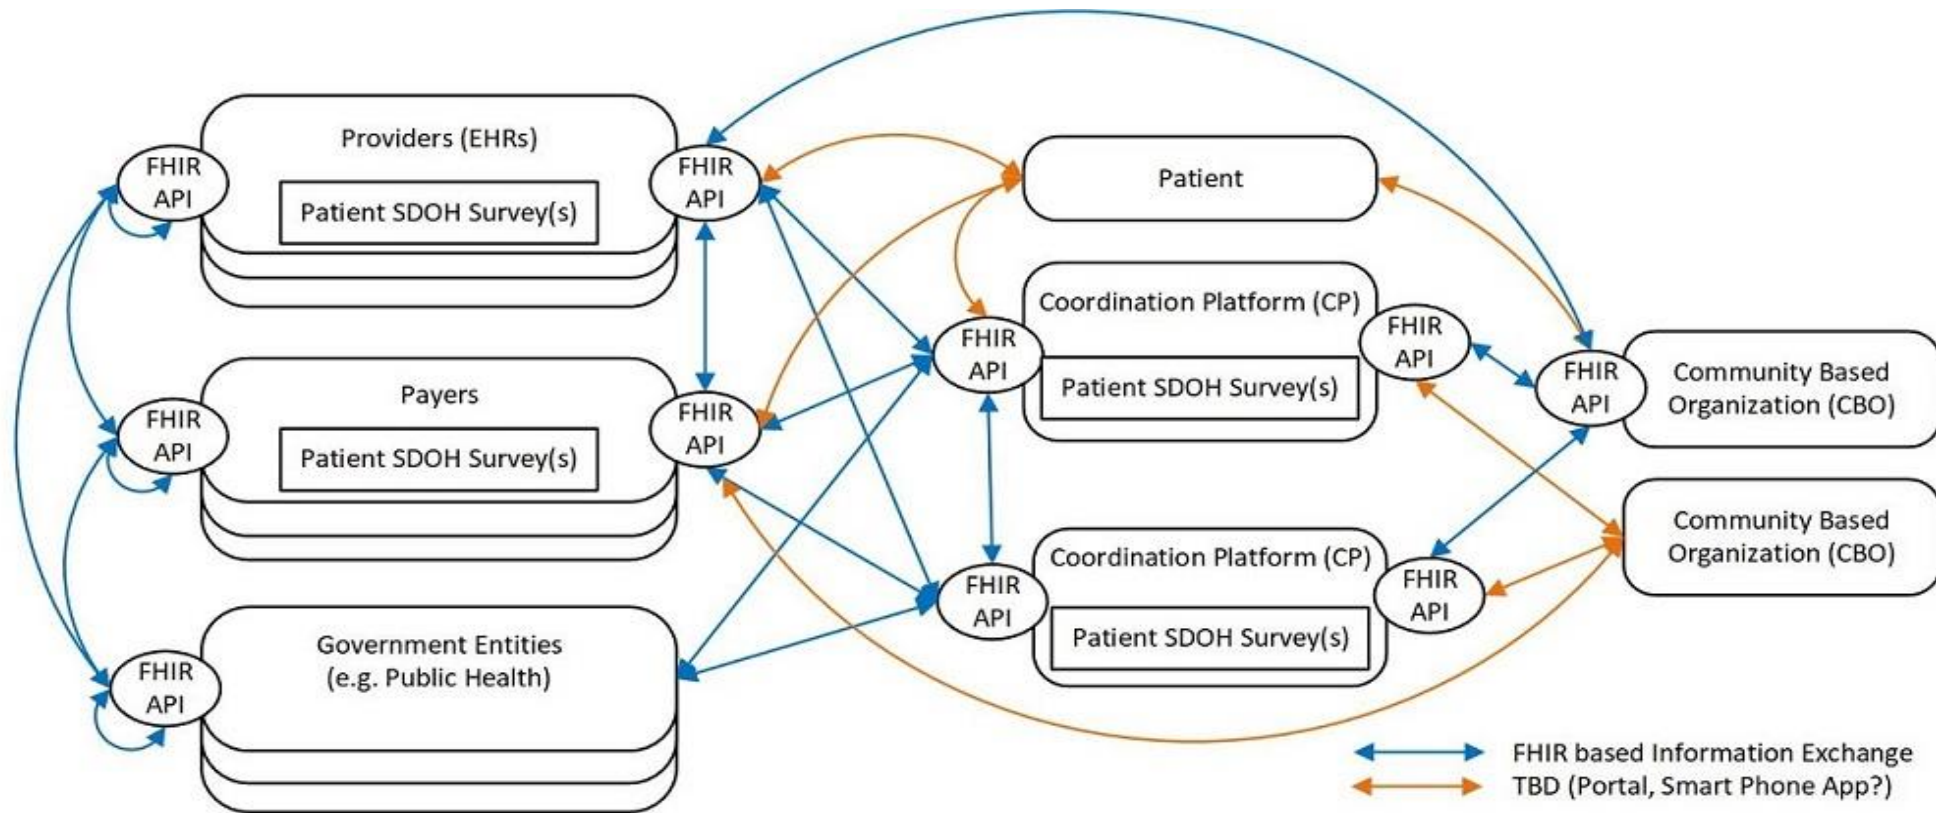 Providers (EHRs)
FHIR
API
Patient SDOH Survey(s)
FHIR
API
Patient
Coordination Platform (CP)
FHIR
API
Patient SDOH Survey(s)
FHIR
API
FHIR
API
Community Based
Organization (CBO)
Payers
FHIR
API
Patient SDOH Survey(s)
FHIR
API
Community Based
Organization (CBO)
Coordination Platform (CP)
FHIR
API
Patient SDOH Survey(s)
FHIR
API
Government Entities
(e.g. Public Health)
FHIR
API
FHIR based Information Exchange
TBD (Portal, Smart Phone App?)